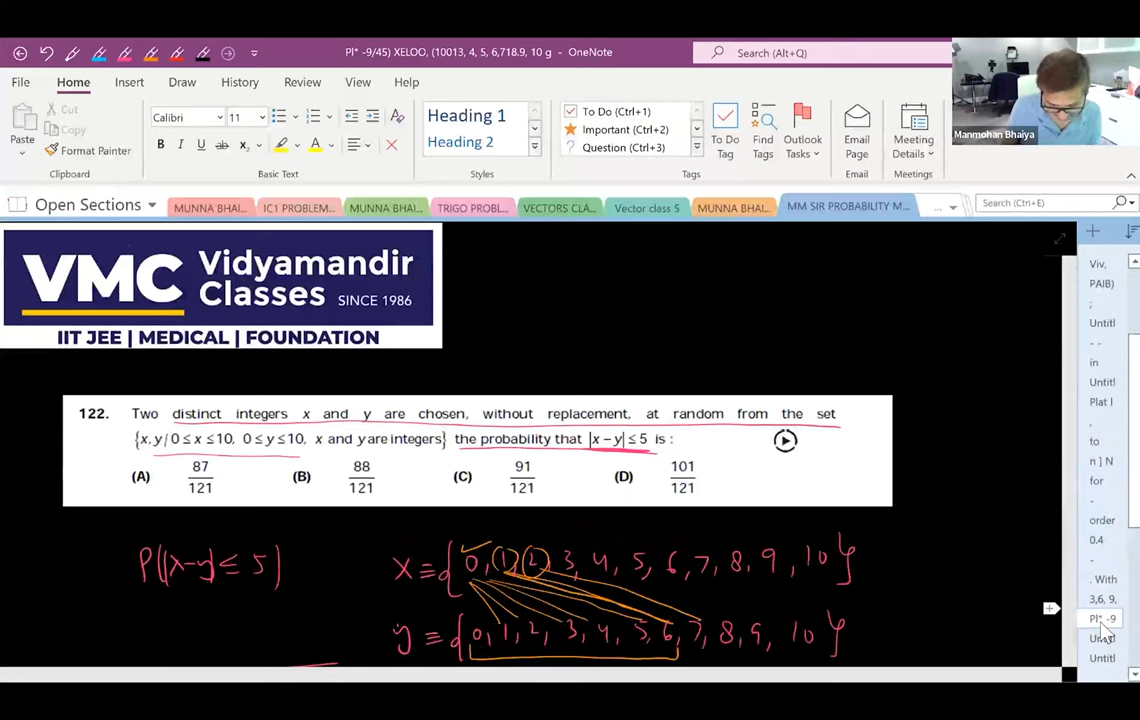 PI* -9/45) XELOO, (10013, 4, 5, 6,718.9, 10 g - OneNote
Search (Alt+Q)
File Home Insert Draw History Review View Help
Cut
Copy
Format Painter
Paste
Clipboard
Calibri 11
B I U ab x₂ A
Basic Text
Heading 1
Heading 2
Styles
To Do (Ctrl+1)
Important (Ctrl+2)
Question (Ctrl+3)
To Do Tag
Find Tags
Outlook Tasks
Tags
Email Page
Email
Meeting Details
Meetings
Manmohan Bhaiya
Open Sections
MUNNA BHAI... IC1 PROBLEM... MUNNA BHAI... TRIGO PROBL... VECTORS CLA... Vector class 5 MUNNA BHAI... MM SIR PROBABILITY M... ...
Search (Ctrl+E)
VMC Vidyamandir Classes SINCE 1986
IIT JEE | MEDICAL | FOUNDATION
122. Two distinct integers x and y are chosen, without replacement, at random from the set
{x, y / 0 ≤ x ≤ 10, 0 ≤ y ≤ 10, x and y are integers} the probability that |x – y| ≤ 5 is :
(A) 87/121 (B) 88/121 (C) 91/121 (D) 101/121
P(|x-y| ≤ 5)
x ≡ {0, 1, 2, 3, 4, 5, 6, 7, 8, 9, 10}
y ≡ {0, 1, 2, 3, 4, 5, 6, 7, 8, 9, 10}
Viv,
PAIB)
;
Untitl
- -
in
Untitl
Plat l
.
to
n ] N
for
-
order
0.4
-
. With
3,6, 9,
PI* -9
Untitl
Untitl